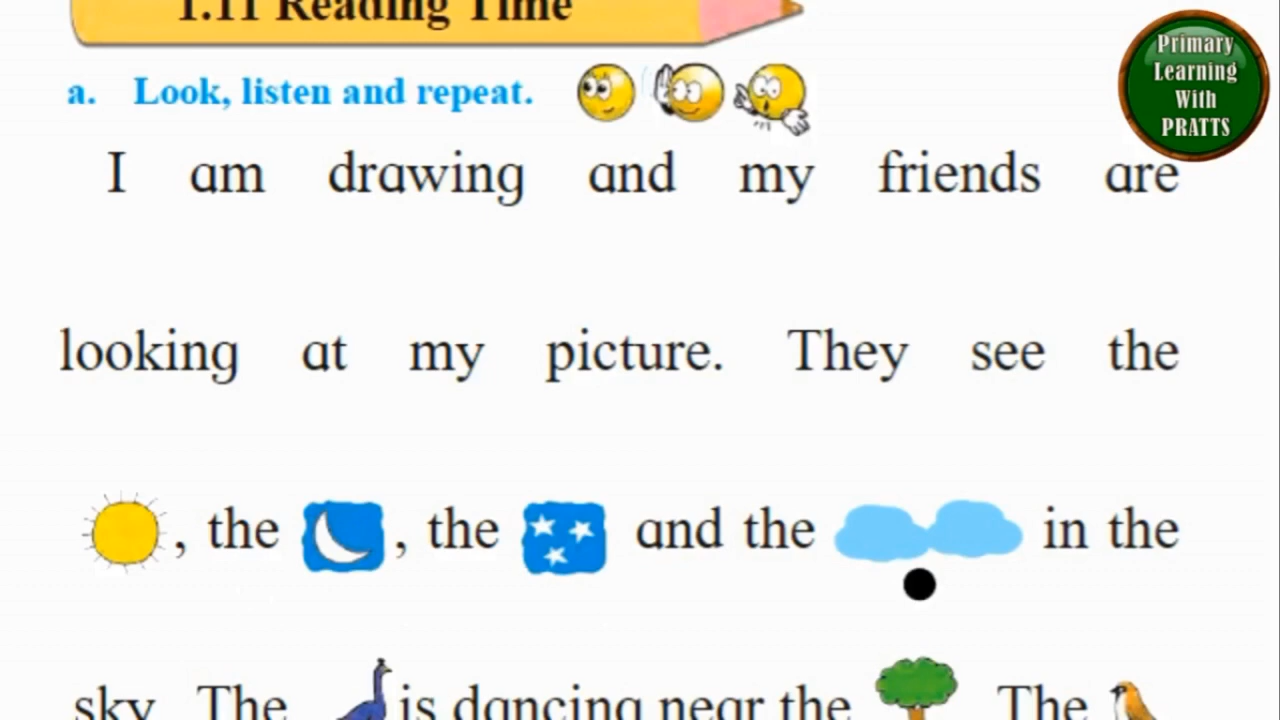 1.11 Reading Time
Primary
Learning
With
PRATTS
a. Look, listen and repeat.
I am drawing and my friends are
looking at my picture. They see the
, the , the and the in the
sky The is dancing near the The